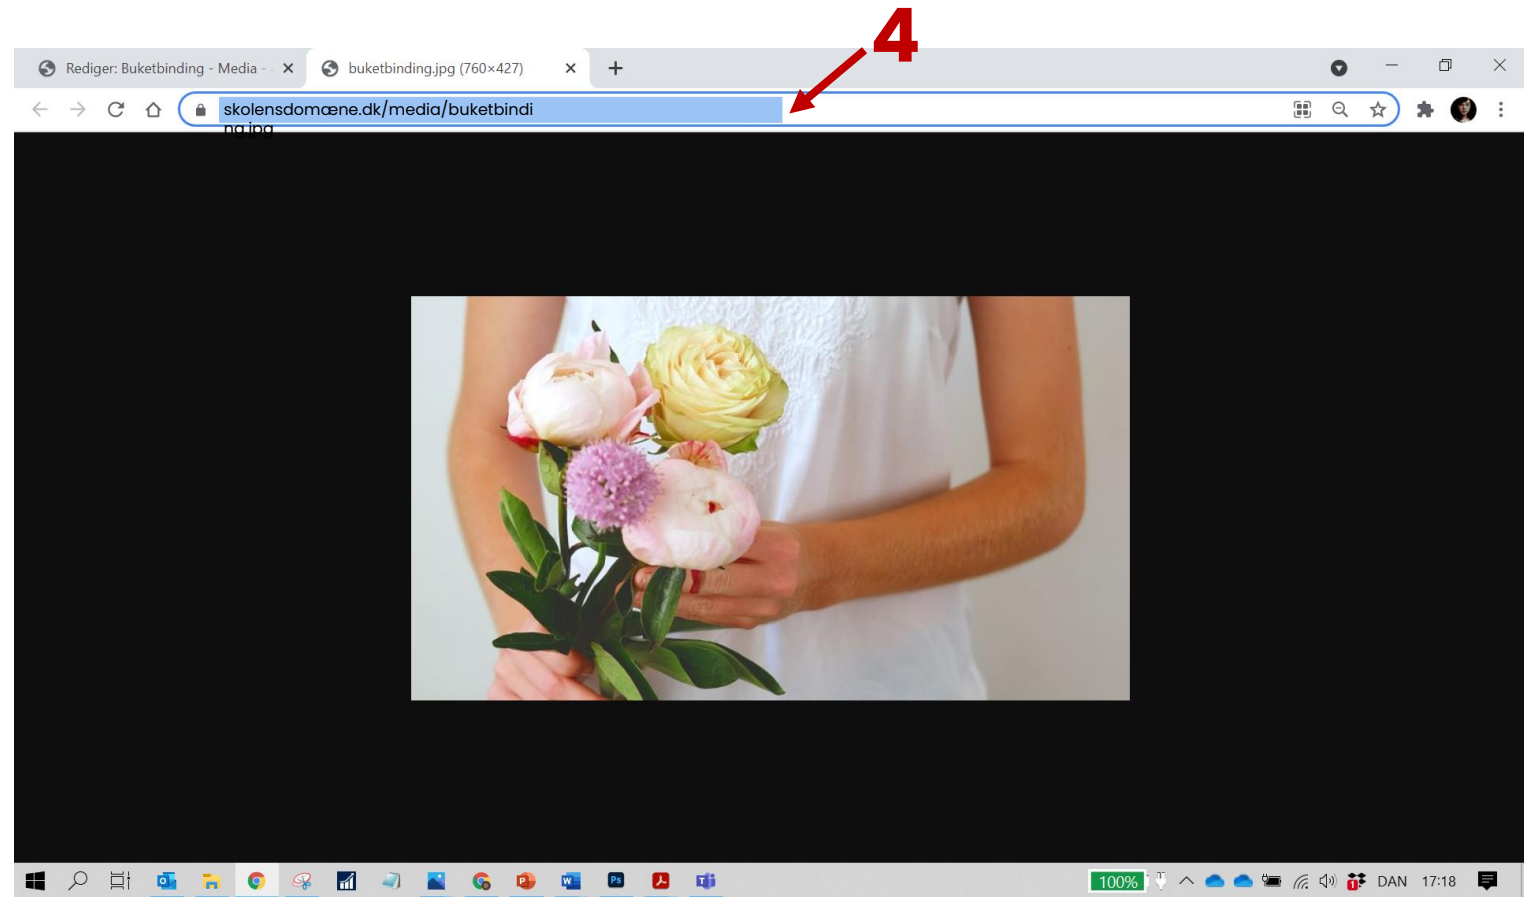 4
Rediger: Buketbinding - Media -
buketbinding.jpg (760×427)
skolensdomæne.dk/media/buketbindi
ng.jpg
100%
DAN
17:18